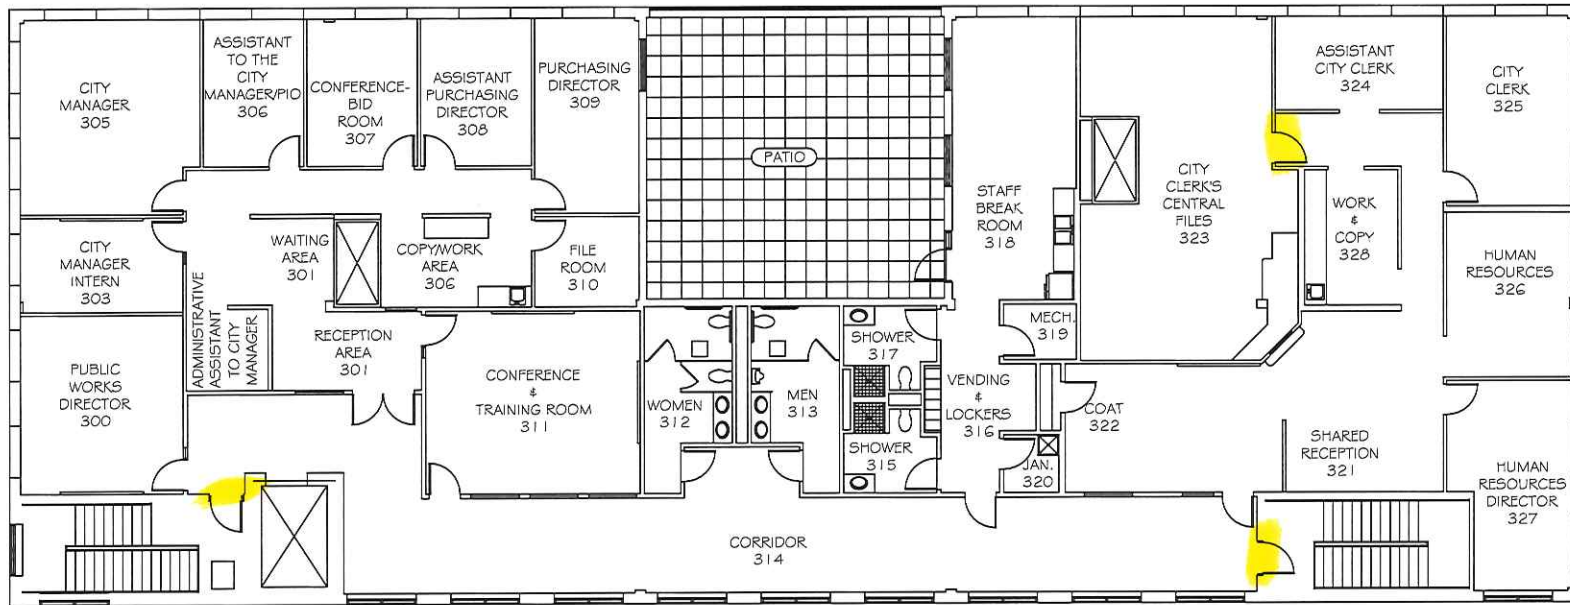 CITY
MANAGER
305
ASSISTANT
TO THE
CITY
MANAGER/PIO
306
CONFERENCE-
BID
ROOM
307
ASSISTANT
PURCHASING
DIRECTOR
308
PURCHASING
DIRECTOR
309
PATIO
STAFF
BREAK
ROOM
318
CITY
CLERK'S
CENTRAL
FILES
323
ASSISTANT
CITY CLERK
324
CITY
CLERK
325
WORK
&
COPY
328
HUMAN
RESOURCES
326
CITY
MANAGER
INTERN
303
WAITING
AREA
301
COPY/WORK
AREA
306
FILE
ROOM
310
ADMINISTRATIVE
ASSISTANT
TO CITY
MANAGER
RECEPTION
AREA
301
PUBLIC
WORKS
DIRECTOR
300
CONFERENCE
&
TRAINING ROOM
311
WOMEN
312
MEN
313
SHOWER
317
SHOWER
315
MECH.
319
VENDING
&
LOCKERS
316
JAN.
320
COAT
322
SHARED
RECEPTION
321
HUMAN
RESOURCES
DIRECTOR
327
CORRIDOR
314